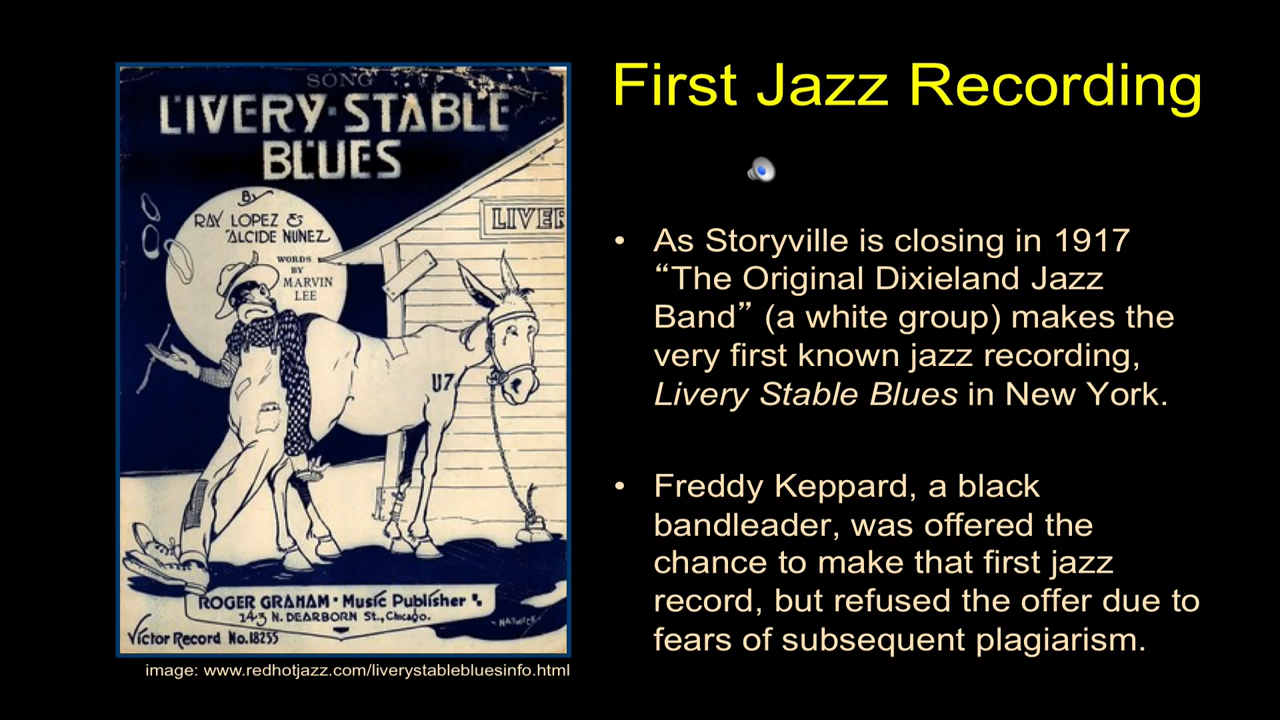 SONG
LIVERY·STABLE
BLUES
By
RAY LOPEZ &
ALCIDE NUNEZ
WORDS
BY
MARVIN
LEE
LIVER
U7
ROGER GRAHAM · Music Publisher
143 N. DEARBORN St., Chicago.
NATWICK
Victor Record No. 18255
image: www.redhotjazz.com/liverystablebluesinfo.html
First Jazz Recording
• As Storyville is closing in 1917
“The Original Dixieland Jazz
Band” (a white group) makes the
very first known jazz recording,
Livery Stable Blues in New York.
• Freddy Keppard, a black
bandleader, was offered the
chance to make that first jazz
record, but refused the offer due to
fears of subsequent plagiarism.